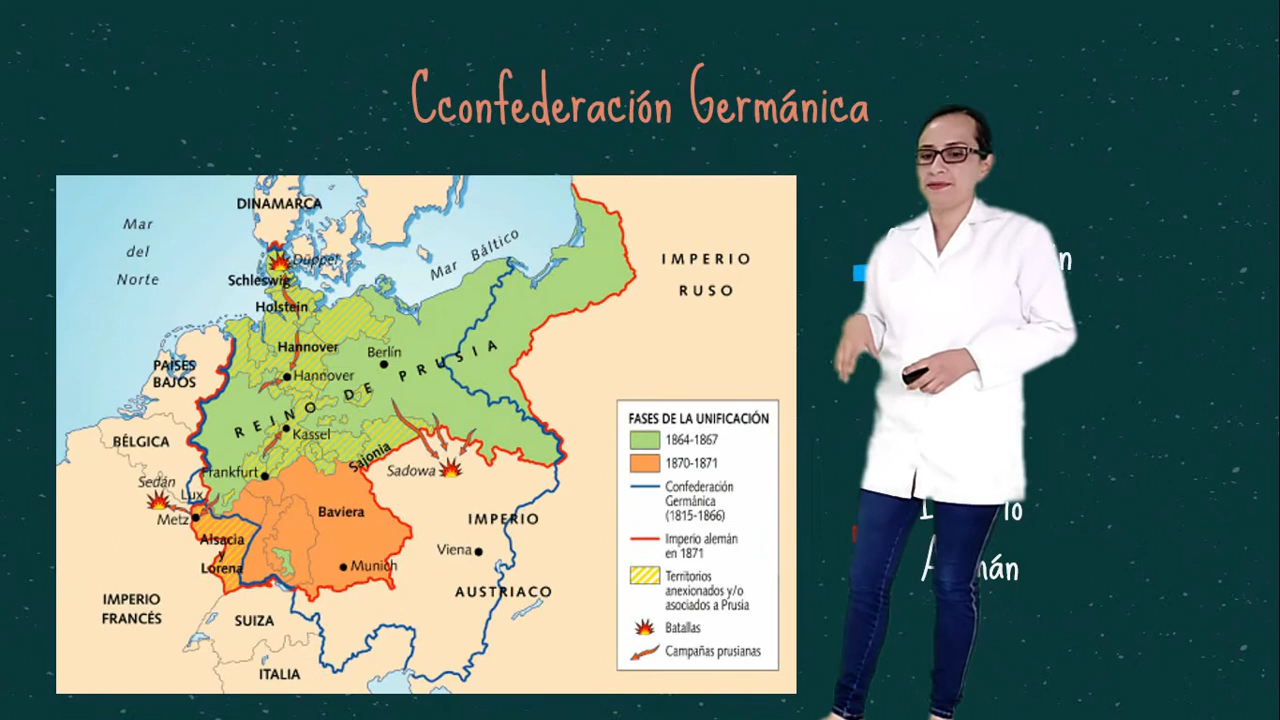 Cconfederación Germánica
DINAMARCA
Mar
del
Norte
Düppel
Mar Báltico
IMPERIO
RUSO
Schleswig
Holstein
Hannover
Berlín
Hannover
PAÍSES
BAJOS
REINO DE PRUSIA
BÉLGICA
Kassel
Sajonia
Sadowa
Frankfurt
Sedán
Lux
Metz
Baviera
IMPERIO
Viena
AUSTRIACO
Alsacia
y
Lorena
Munich
IMPERIO
FRANCÉS
SUIZA
ITALIA
FASES DE LA UNIFICACIÓN
1864-1867
1870-1871
Confederación
Germánica
(1815-1866)
Imperio alemán
en 1871
Territorios
anexionados y/o
asociados a Prusia
Batallas
Campañas prusianas